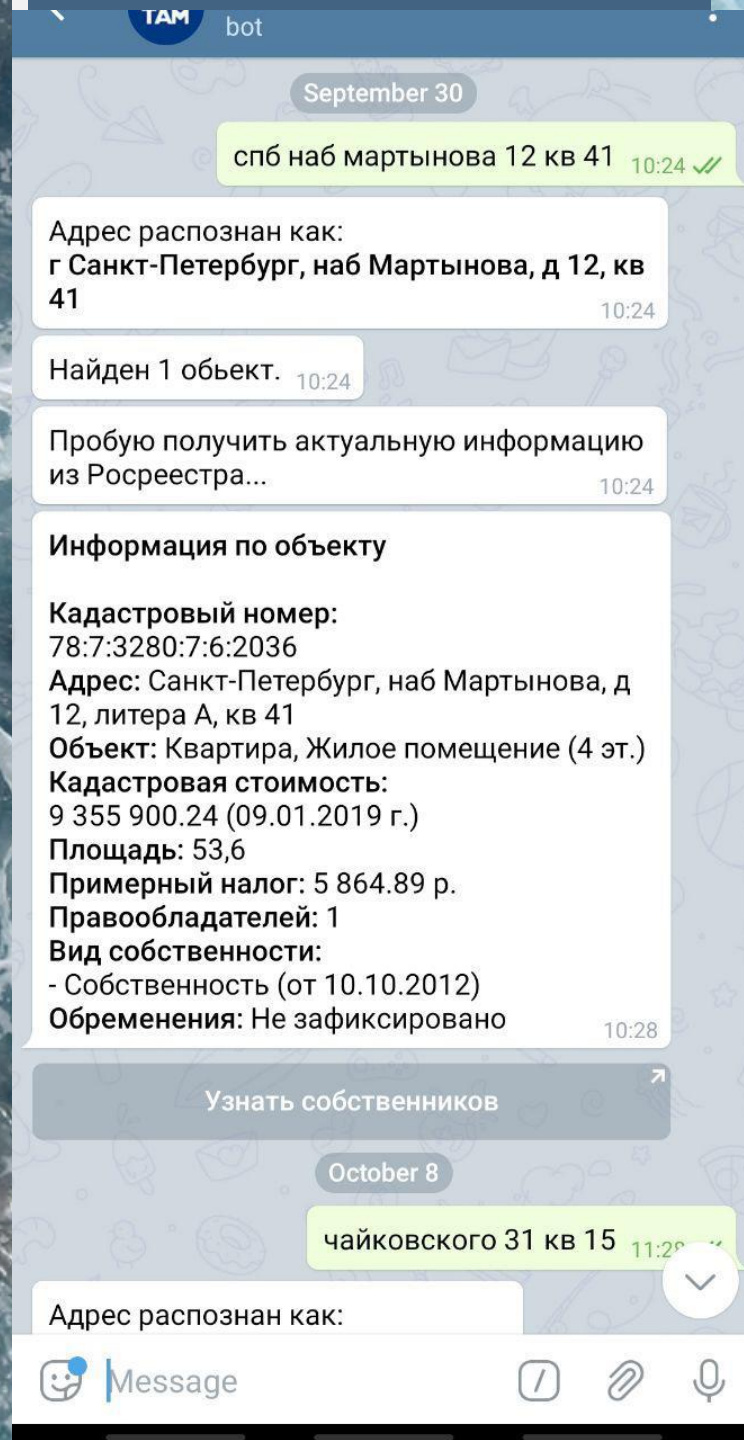 ТАМ
bot
September 30
спб наб мартынова 12 кв 41 10:24
Адрес распознан как:
г Санкт-Петербург, наб Мартынова, д 12, кв
41
10:24
Найден 1 обьект. 10:24
Пробую получить актуальную информацию
из Росреестра...
10:24
Информация по объекту
Кадастровый номер:
78:7:3280:7:6:2036
Адрес: Санкт-Петербург, наб Мартынова, д
12, литера А, кв 41
Объект: Квартира, Жилое помещение (4 эт.)
Кадастровая стоимость:
9 355 900.24 (09.01.2019 г.)
Площадь: 53,6
Примерный налог: 5 864.89 р.
Правообладателей: 1
Вид собственности:
- Собственность (от 10.10.2012)
Обременения: Не зафиксировано
10:28
Узнать собственников
October 8
чайковского 31 кв 15
Адрес распознан как:
Message